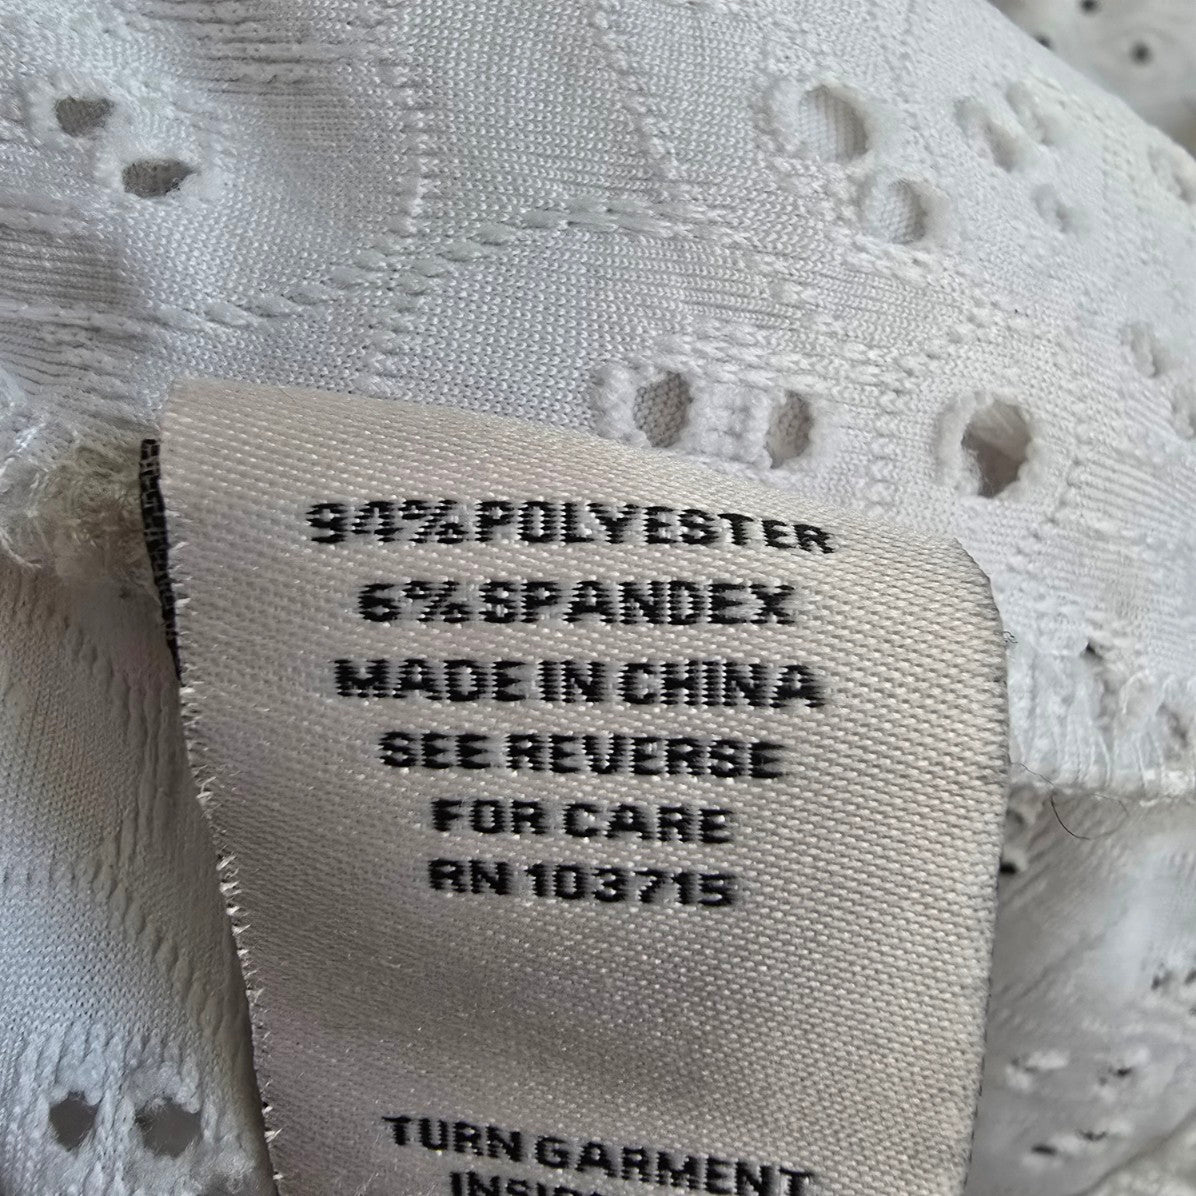 94% POLYESTER
6% SPANDEX
MADE IN CHINA
SEE REVERSE
FOR CARE
RN 103715
TURN GARMENT